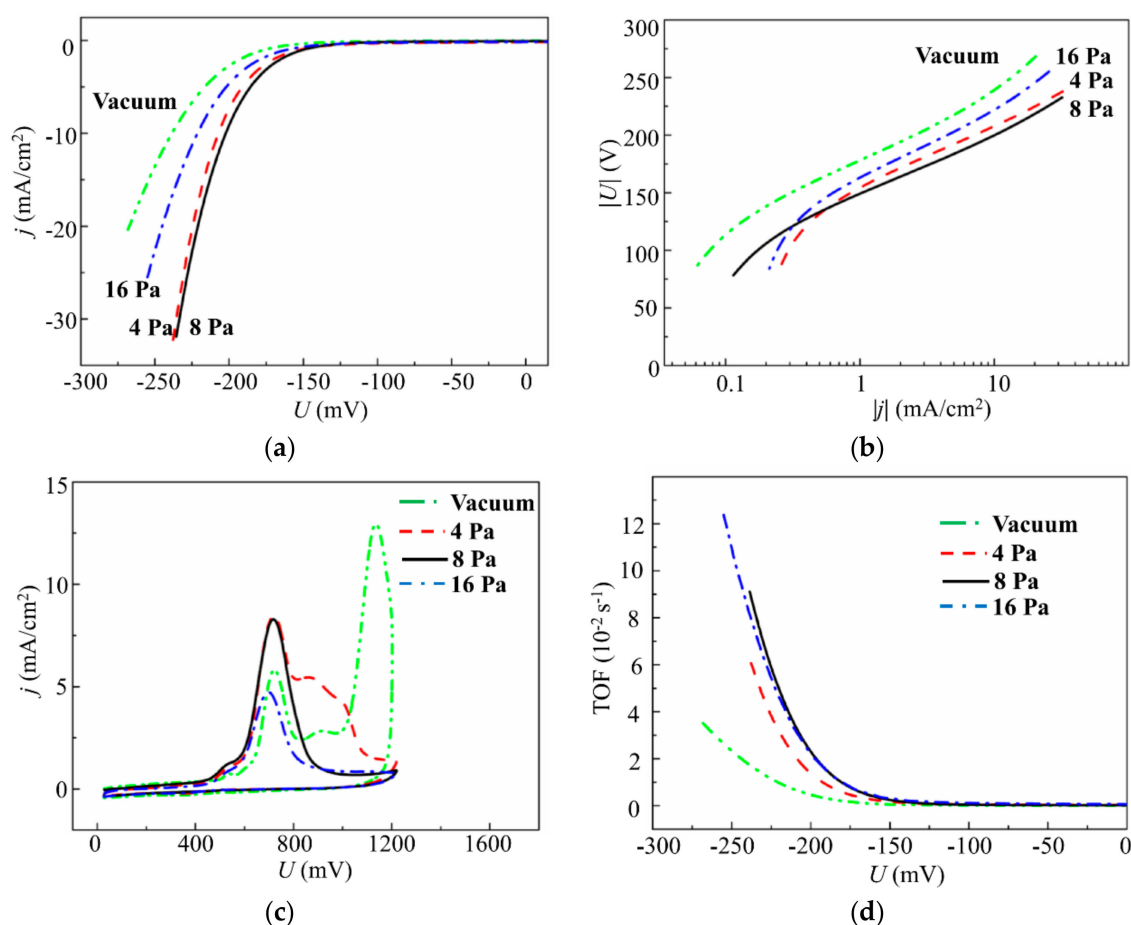 0
-10
-20
-30
j (mA/cm²)
Vacuum
16 Pa
4 Pa
8 Pa
-300
-250
-200
-150
-100
-50
0
U (mV)
(a)
300
250
200
150
100
50
0
|U| (V)
Vacuum
16 Pa
4 Pa
8 Pa
0.1
1
10
|j| (mA/cm²)
(b)
15
10
5
0
j (mA/cm²)
Vacuum
4 Pa
8 Pa
16 Pa
0
400
800
1200
1600
U (mV)
(c)
12
10
8
6
4
2
0
TOF (10⁻² s⁻¹)
Vacuum
4 Pa
8 Pa
16 Pa
-300
-250
-200
-150
-100
-50
0
U (mV)
(d)